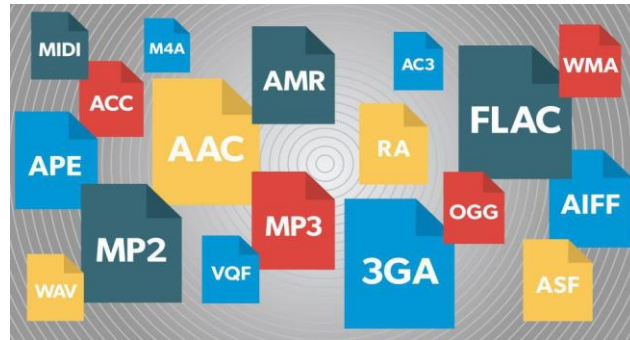 MIDI
M4A
AMR
AC3
WMA
ACC
AAC
FLAC
APE
RA
MP2
MP3
OGG
AIFF
WAV
VQF
3GA
ASF